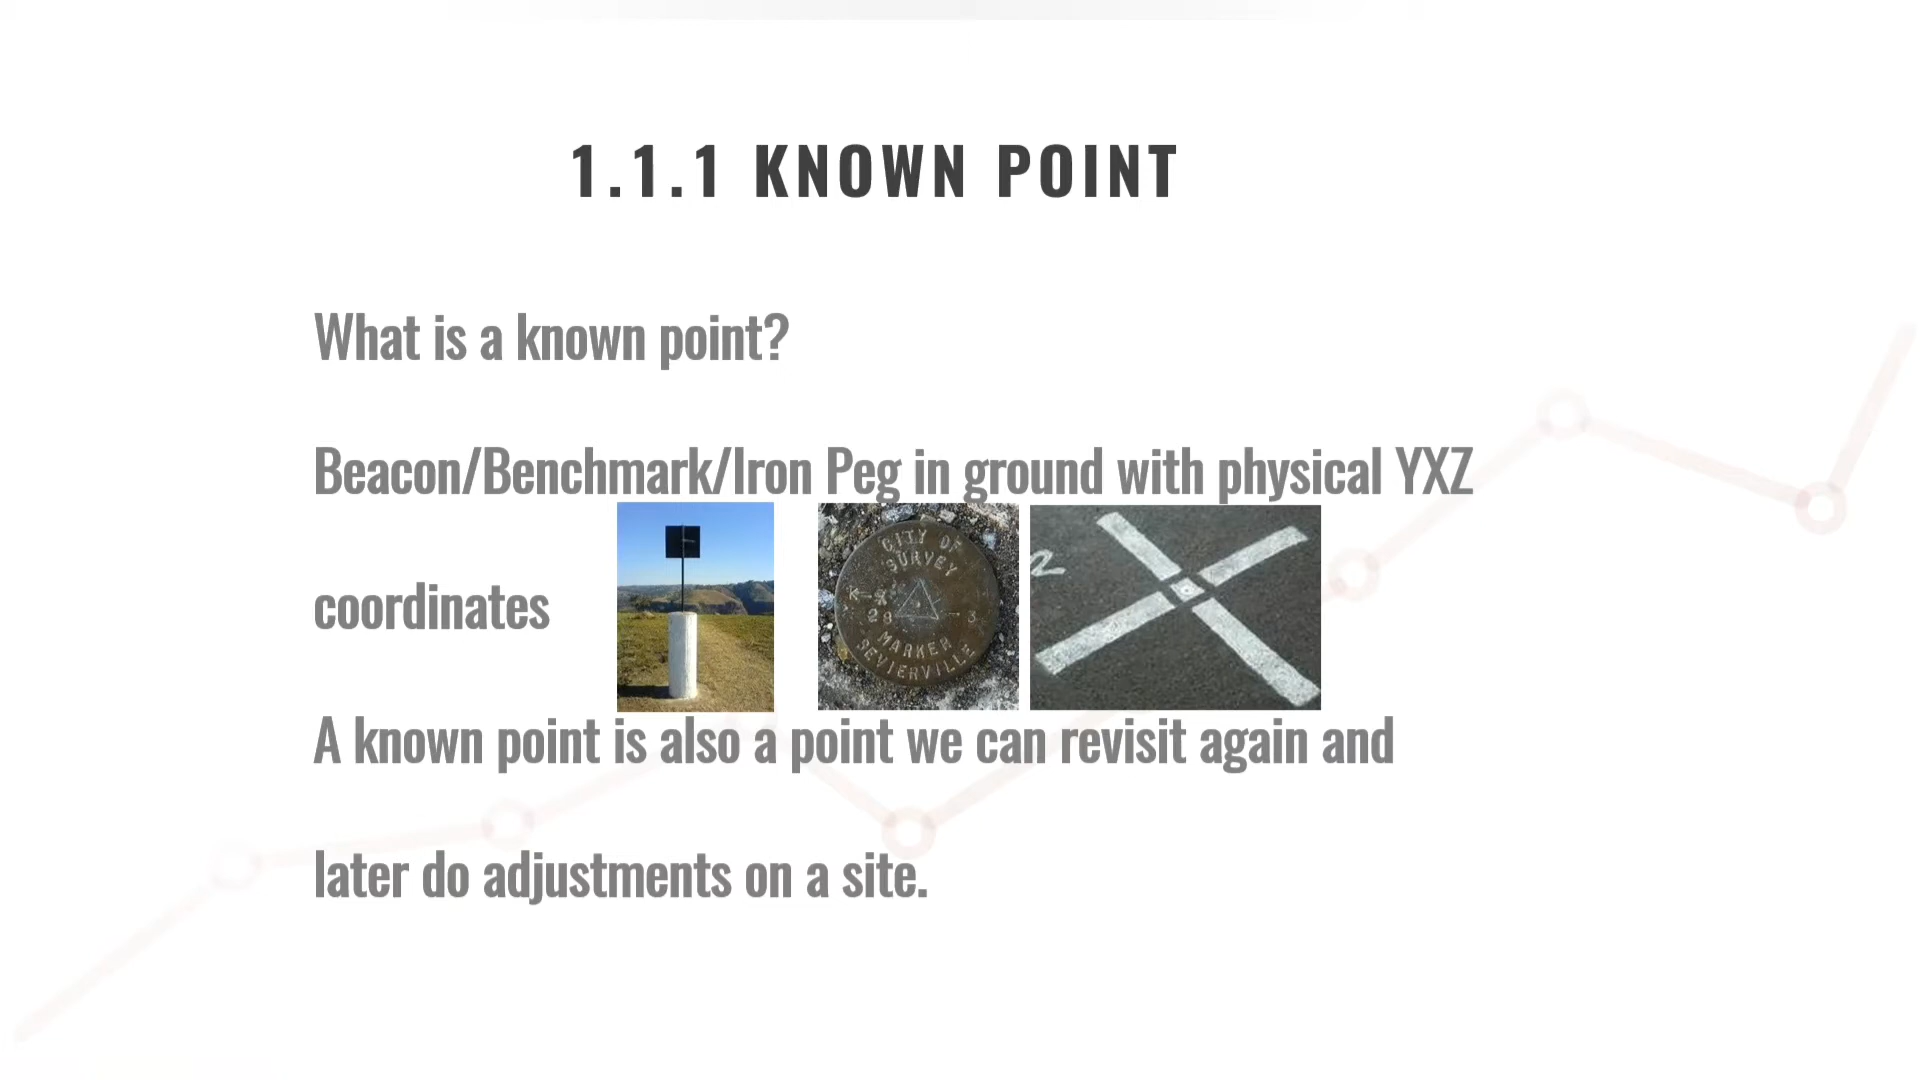 1.1.1 KNOWN POINT
What is a known point?
Beacon/Benchmark/Iron Peg in ground with physical YXZ
coordinates
CITY OF
SURVEY
28 3
MARKER
SEVIERVILLE
A known point is also a point we can revisit again and
later do adjustments on a site.